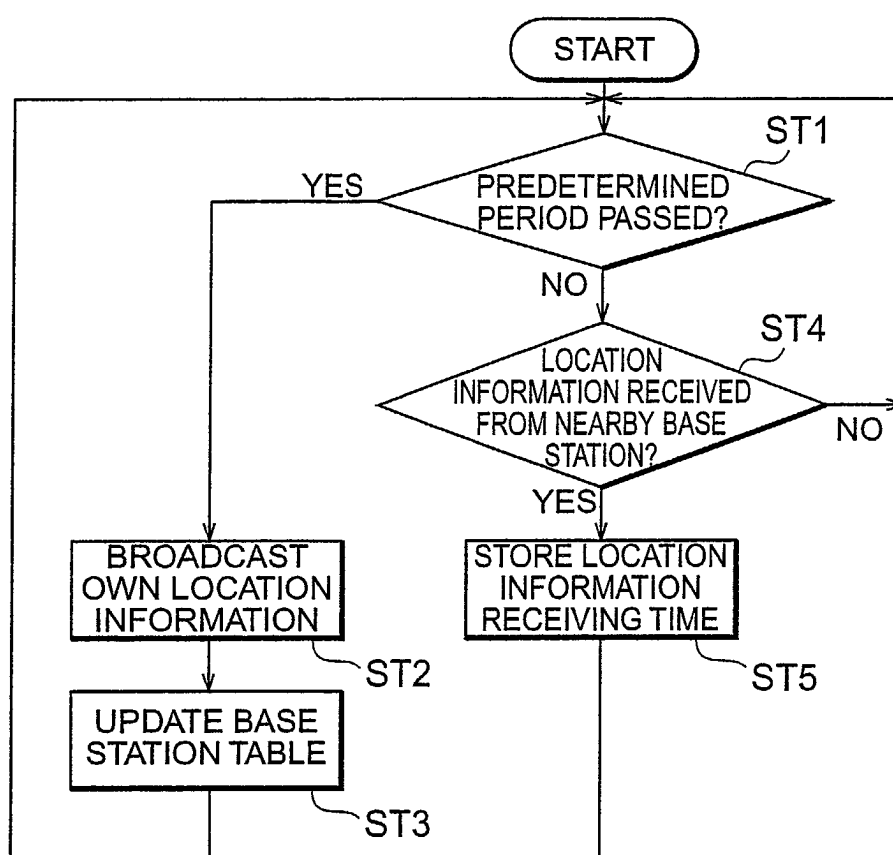 START
ST1
YES
PREDETERMINED
PERIOD PASSED?
NO
ST4
LOCATION
INFORMATION RECEIVED
FROM NEARBY BASE
STATION?
NO
YES
BROADCAST
OWN LOCATION
INFORMATION
ST2
STORE LOCATION
INFORMATION
RECEIVING TIME
ST5
UPDATE BASE
STATION TABLE
ST3